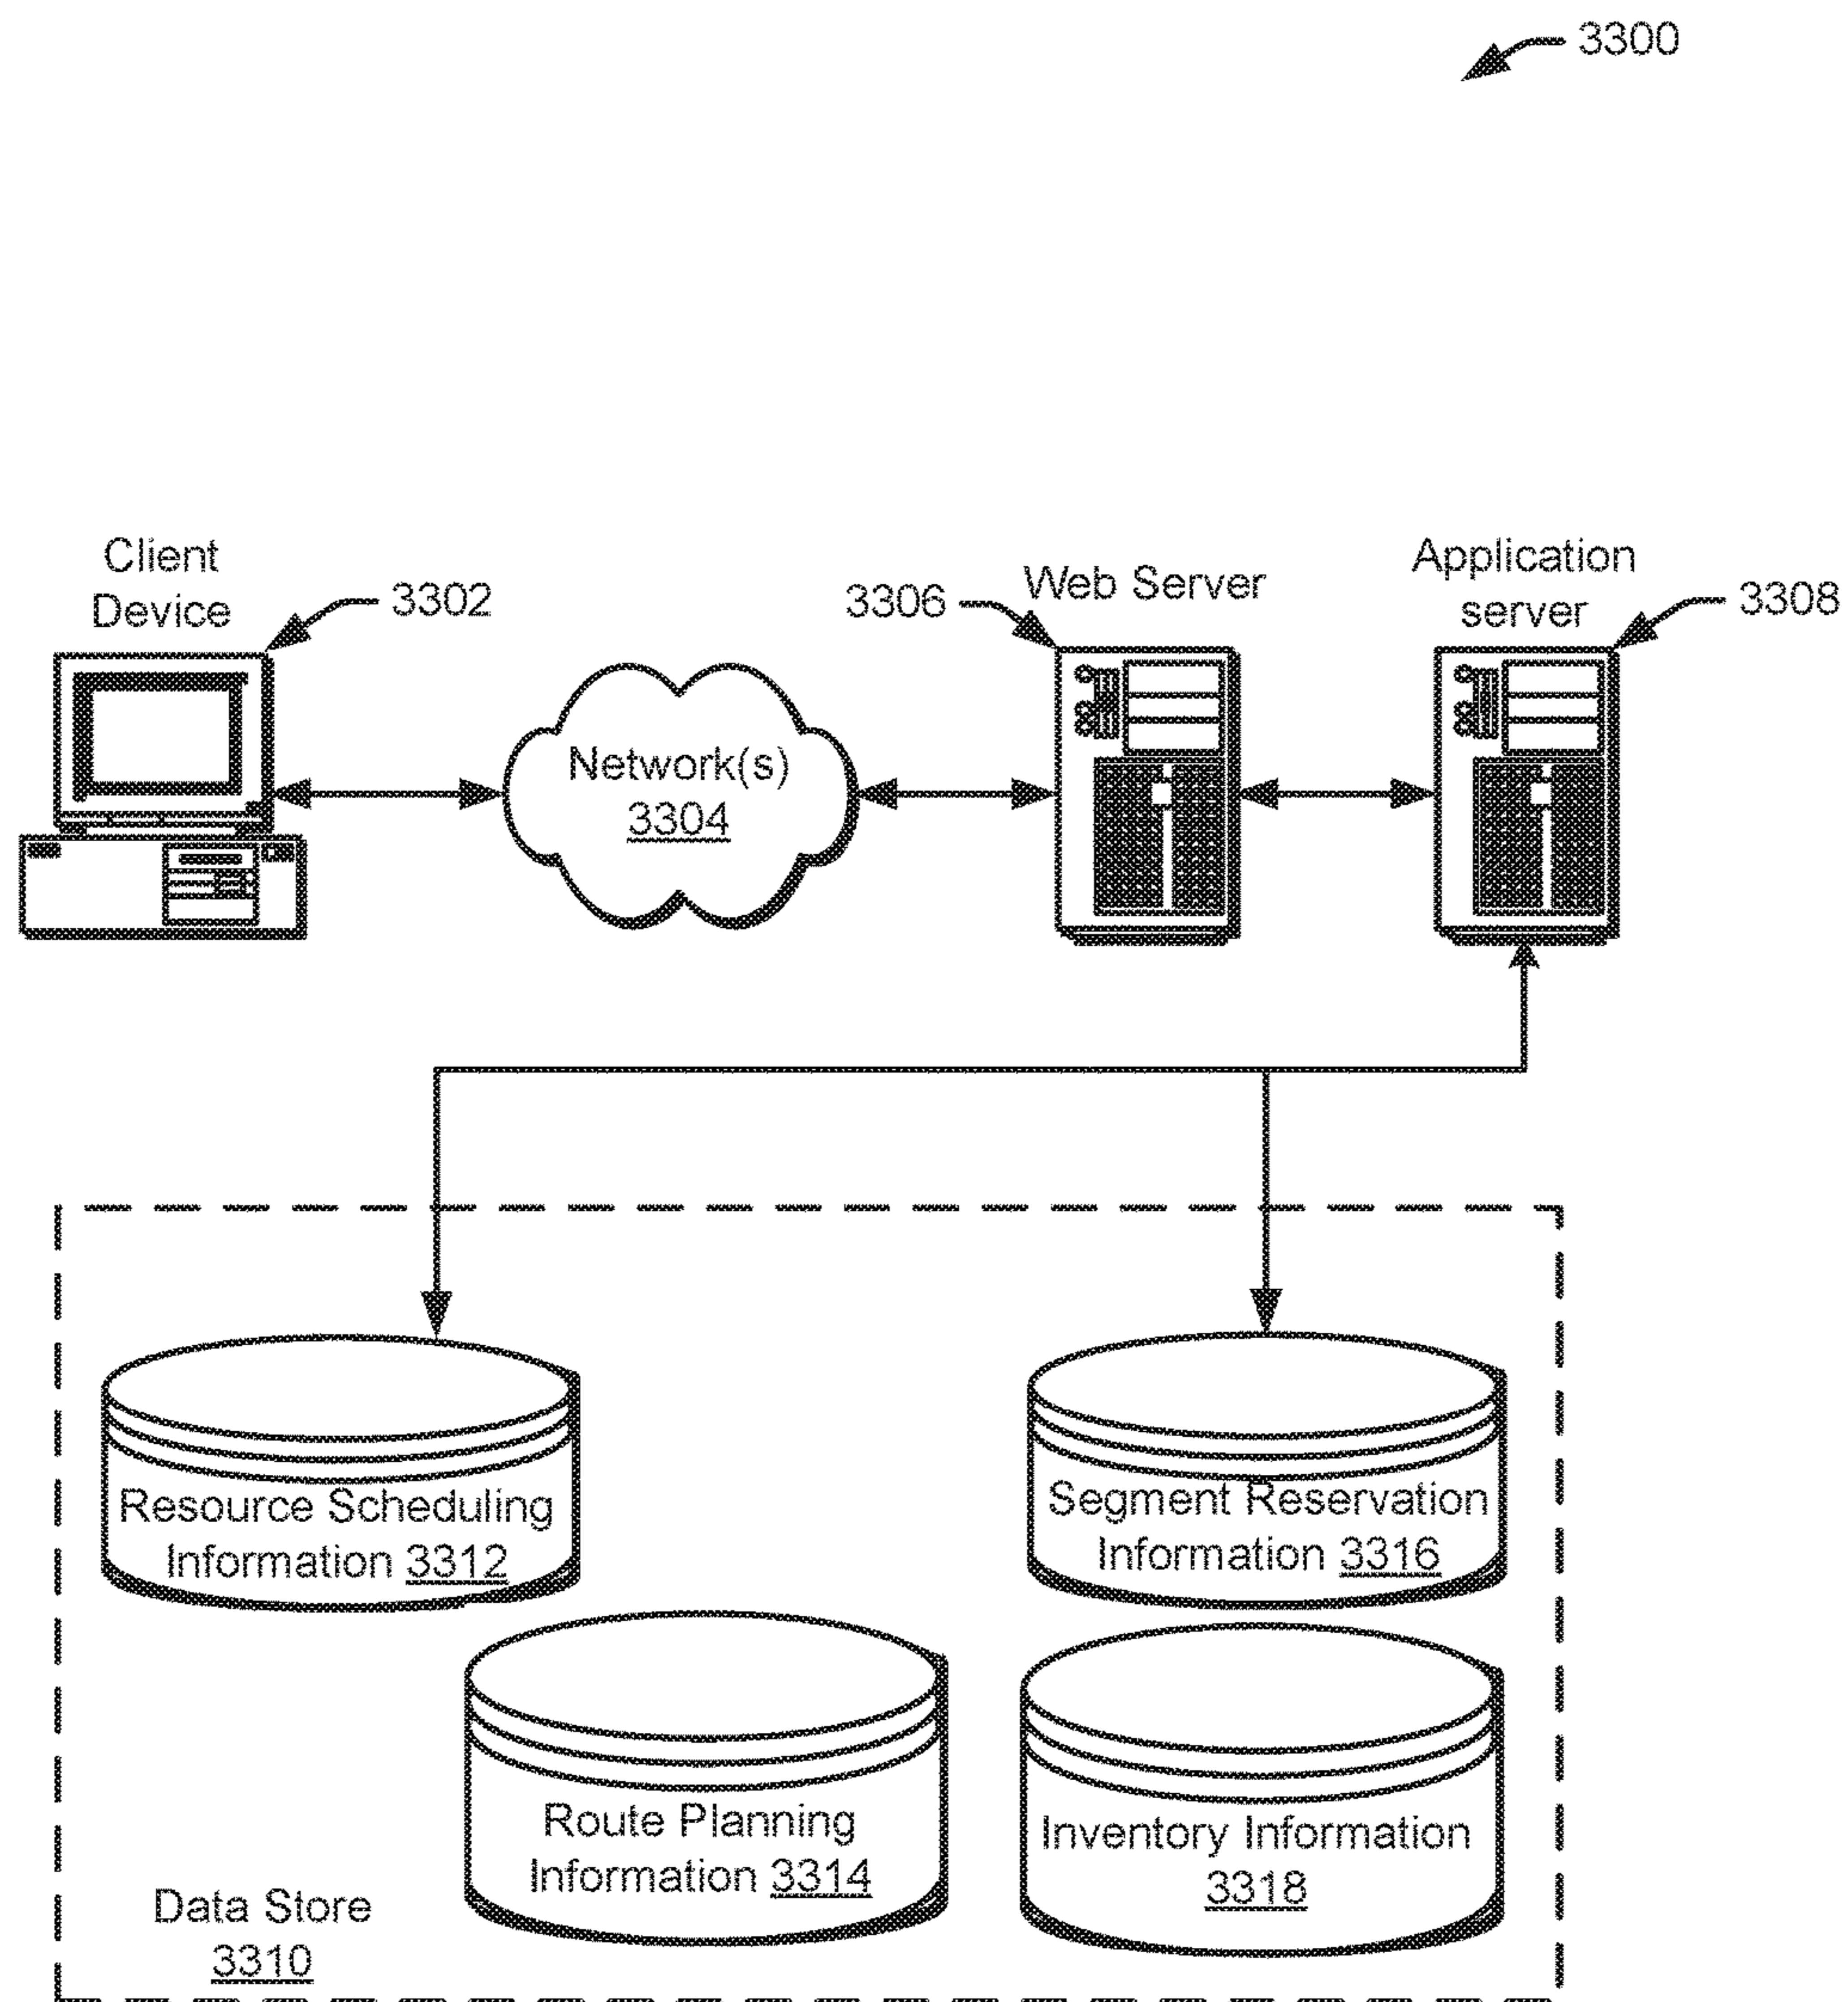 3300
Client
Device
3302
3306
Web Server
Application
server
3308
Network(s)
3304
Resource Scheduling
Information 3312
Segment Reservation
Information 3316
Route Planning
Information 3314
Inventory Information
3318
Data Store
3310